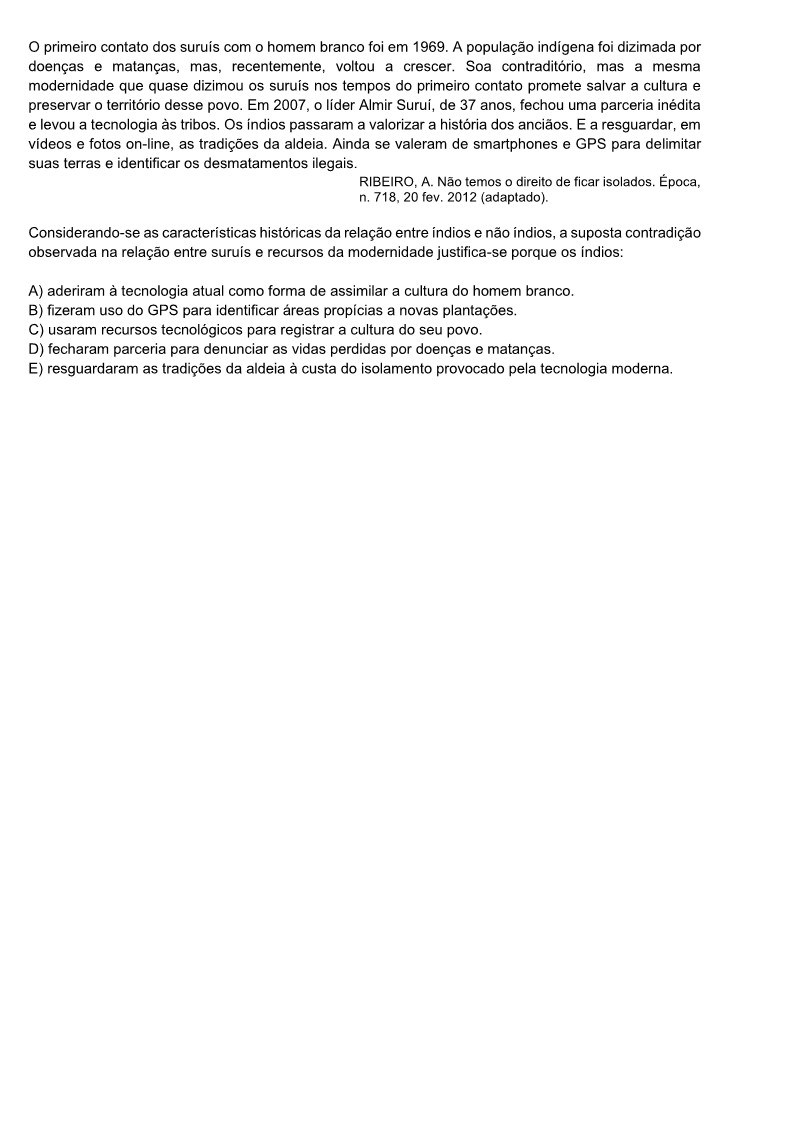 O primeiro contato dos suruís com o homem branco foi em 1969. A população indígena foi dizimada por
doenças e matanças, mas, recentemente, voltou a crescer. Soa contraditório, mas a mesma
modernidade que quase dizimou os suruís nos tempos do primeiro contato promete salvar a cultura e
preservar o território desse povo. Em 2007, o líder Almir Suruí, de 37 anos, fechou uma parceria inédita
e levou a tecnologia às tribos. Os índios passaram a valorizar a história dos anciãos. E a resguardar, em
vídeos e fotos on-line, as tradições da aldeia. Ainda se valeram de smartphones e GPS para delimitar
suas terras e identificar os desmatamentos ilegais.
RIBEIRO, A. Não temos o direito de ficar isolados. Época,
n. 718, 20 fev. 2012 (adaptado).
Considerando-se as características históricas da relação entre índios e não índios, a suposta contradição
observada na relação entre suruís e recursos da modernidade justifica-se porque os índios:
A) aderiram à tecnologia atual como forma de assimilar a cultura do homem branco.
B) fizeram uso do GPS para identificar áreas propícias a novas plantações.
C) usaram recursos tecnológicos para registrar a cultura do seu povo.
D) fecharam parceria para denunciar as vidas perdidas por doenças e matanças.
E) resguardaram as tradições da aldeia à custa do isolamento provocado pela tecnologia moderna.